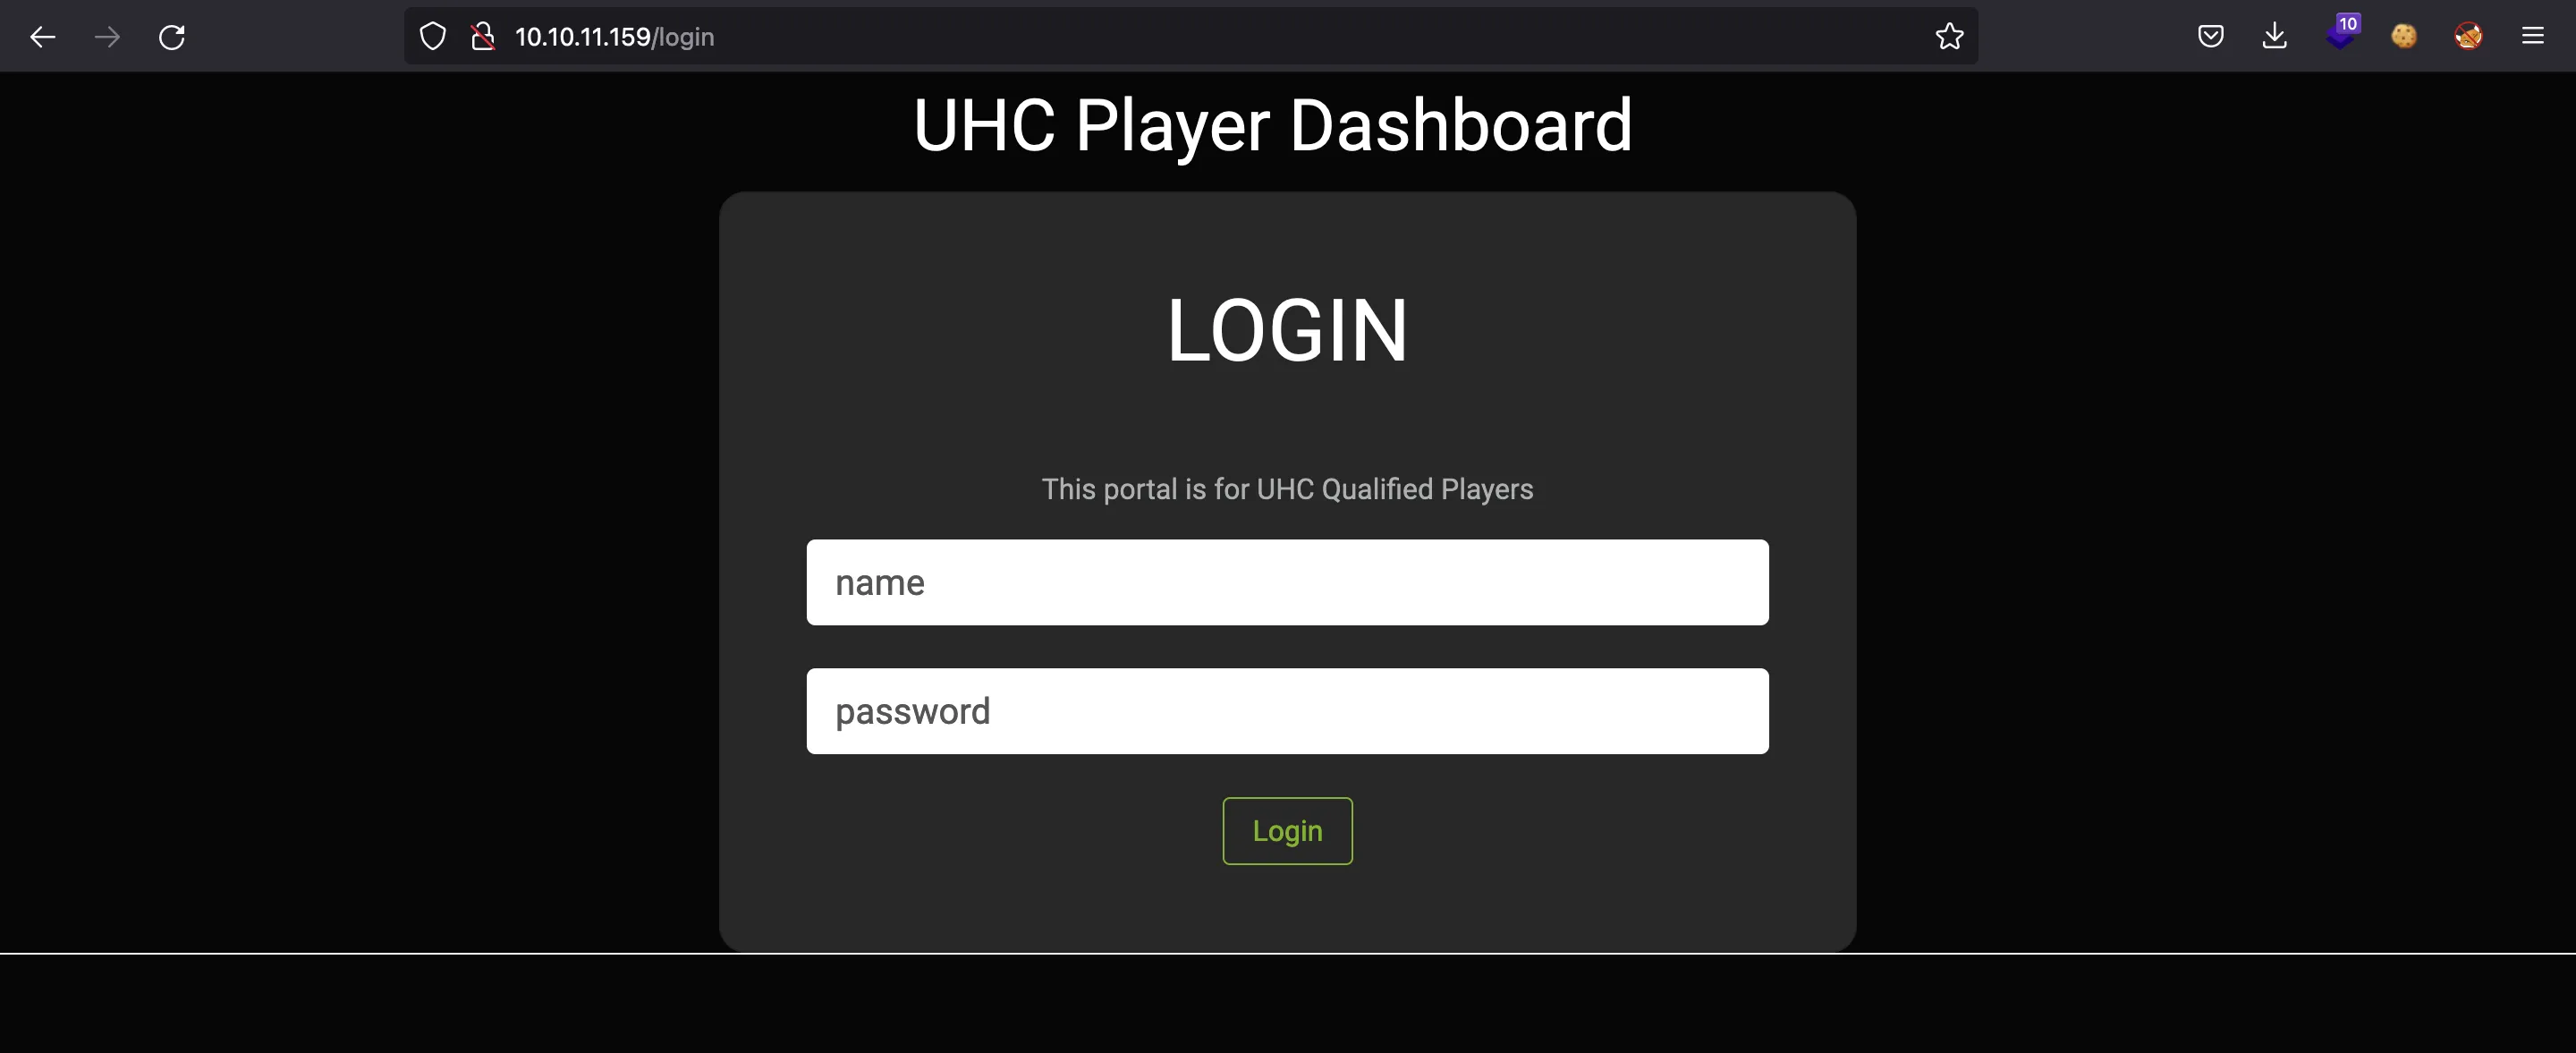 10.10.11.159/login
10
UHC Player Dashboard
LOGIN
This portal is for UHC Qualified Players
name
password
Login